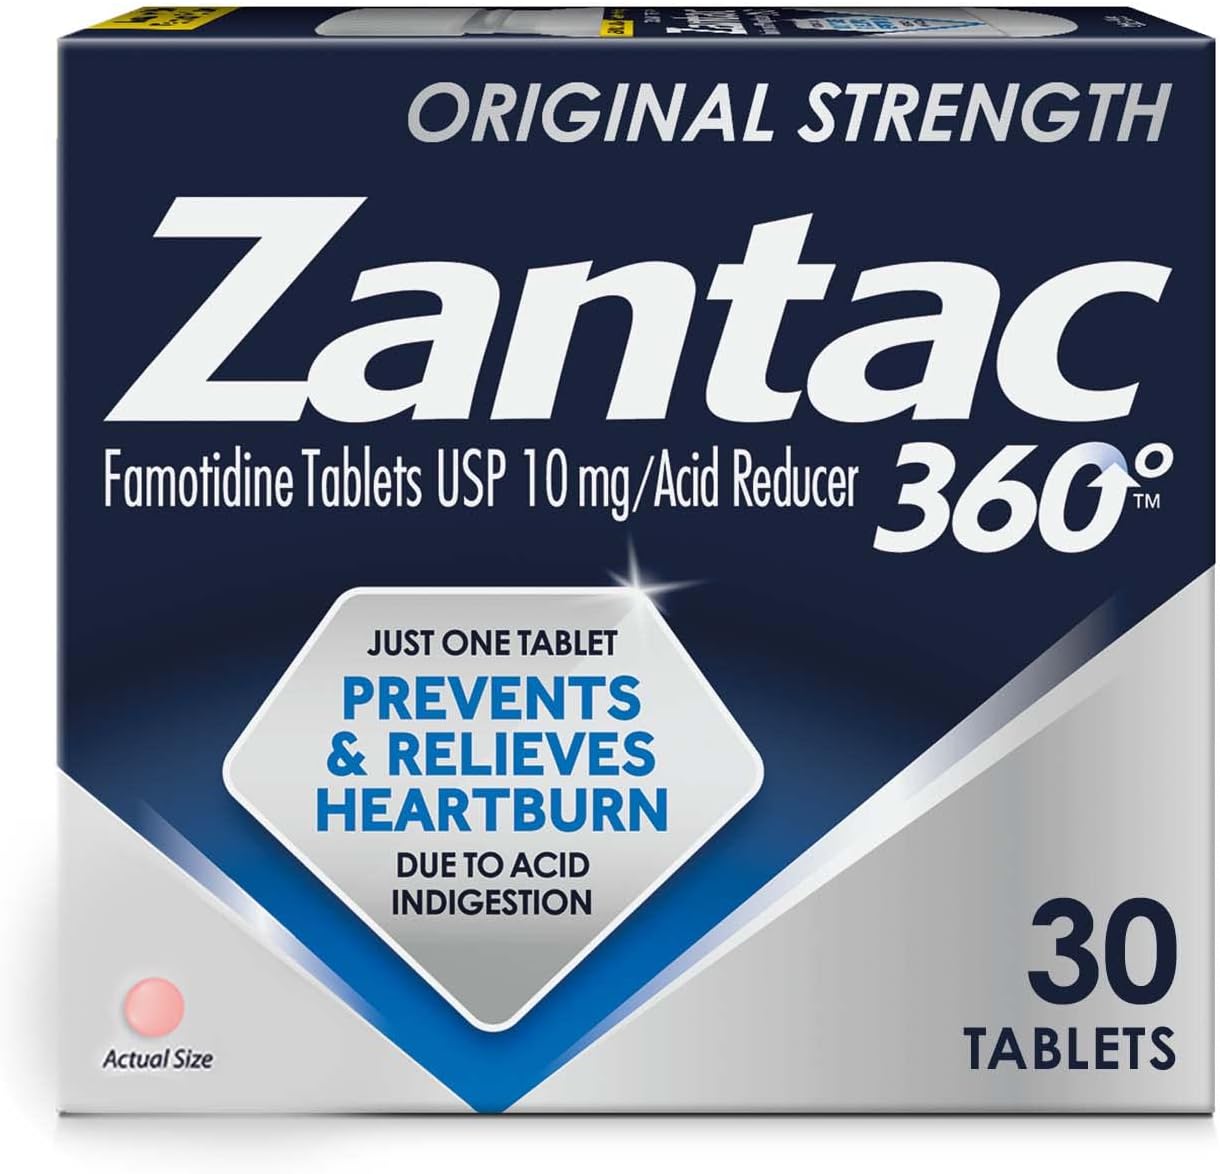 Zantac
ORIGINAL STRENGTH
Zantac
360°™
Famotidine Tablets USP 10 mg/Acid Reducer
JUST ONE TABLET
PREVENTS
& RELIEVES
HEARTBURN
DUE TO ACID
INDIGESTION
30
TABLETS
Actual Size